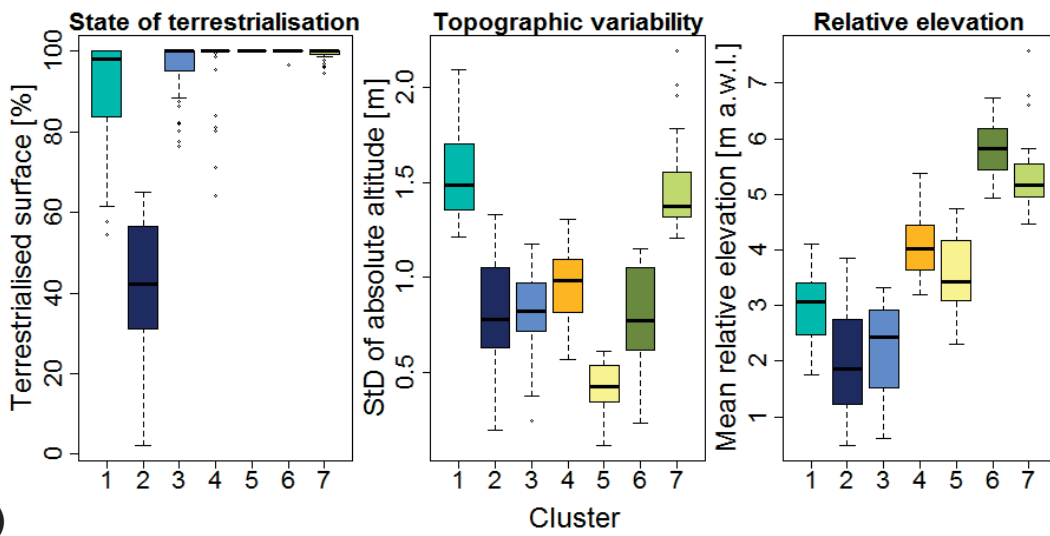 State of terrestrialisation
Terrestrialised surface [%]
100
80
60
40
20
0
1 2 3 4 5 6 7
Topographic variability
StD of absolute altitude [m]
2.0
1.5
1.0
0.5
1 2 3 4 5 6 7
Relative elevation
Mean relative elevation [m a.w.l.]
7
6
5
4
3
2
1
1 2 3 4 5 6 7
Cluster
)